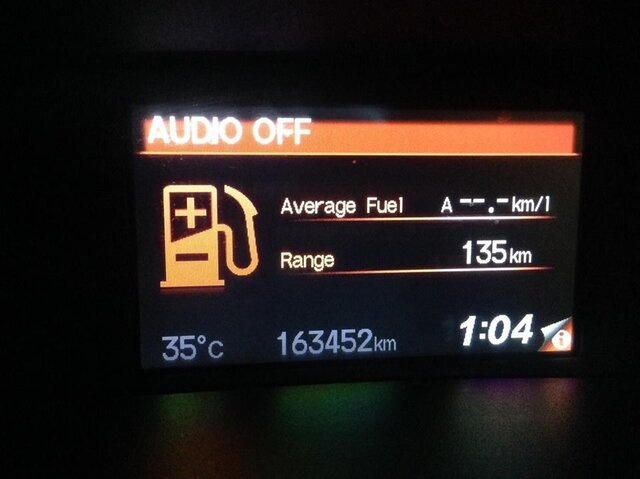 AUDIO OFF
Average Fuel A --.-km/l
Range 135km
35°C 163452km 1:04 i